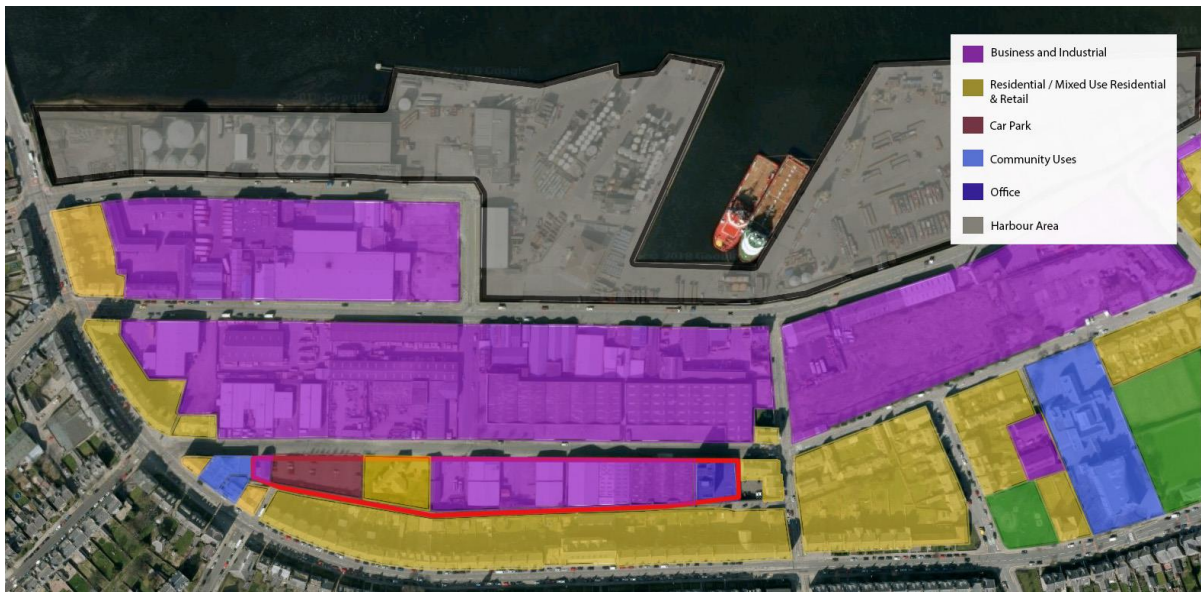 Business and Industrial
Residential / Mixed Use Residential
& Retail
Car Park
Community Uses
Office
Harbour Area